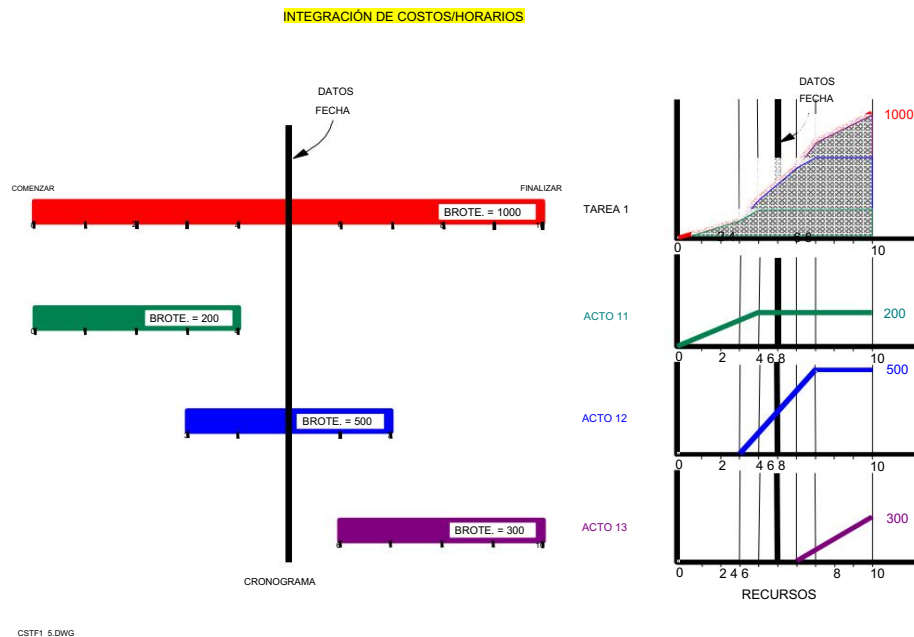 INTEGRACIÓN DE COSTOS/HORARIOS
DATOS
FECHA
DATOS
FECHA
1000
COMENZAR
FINALIZAR
BROTE. = 1000
TAREA 1
0
10
BROTE. = 200
ACTO 11
200
0 2 4 6 8 10
500
BROTE. = 500
ACTO 12
0 2 4 6 8 10
300
BROTE. = 300
ACTO 13
0 2 4 6 8 10
CRONOGRAMA
RECURSOS
CSTF1_5.DWG